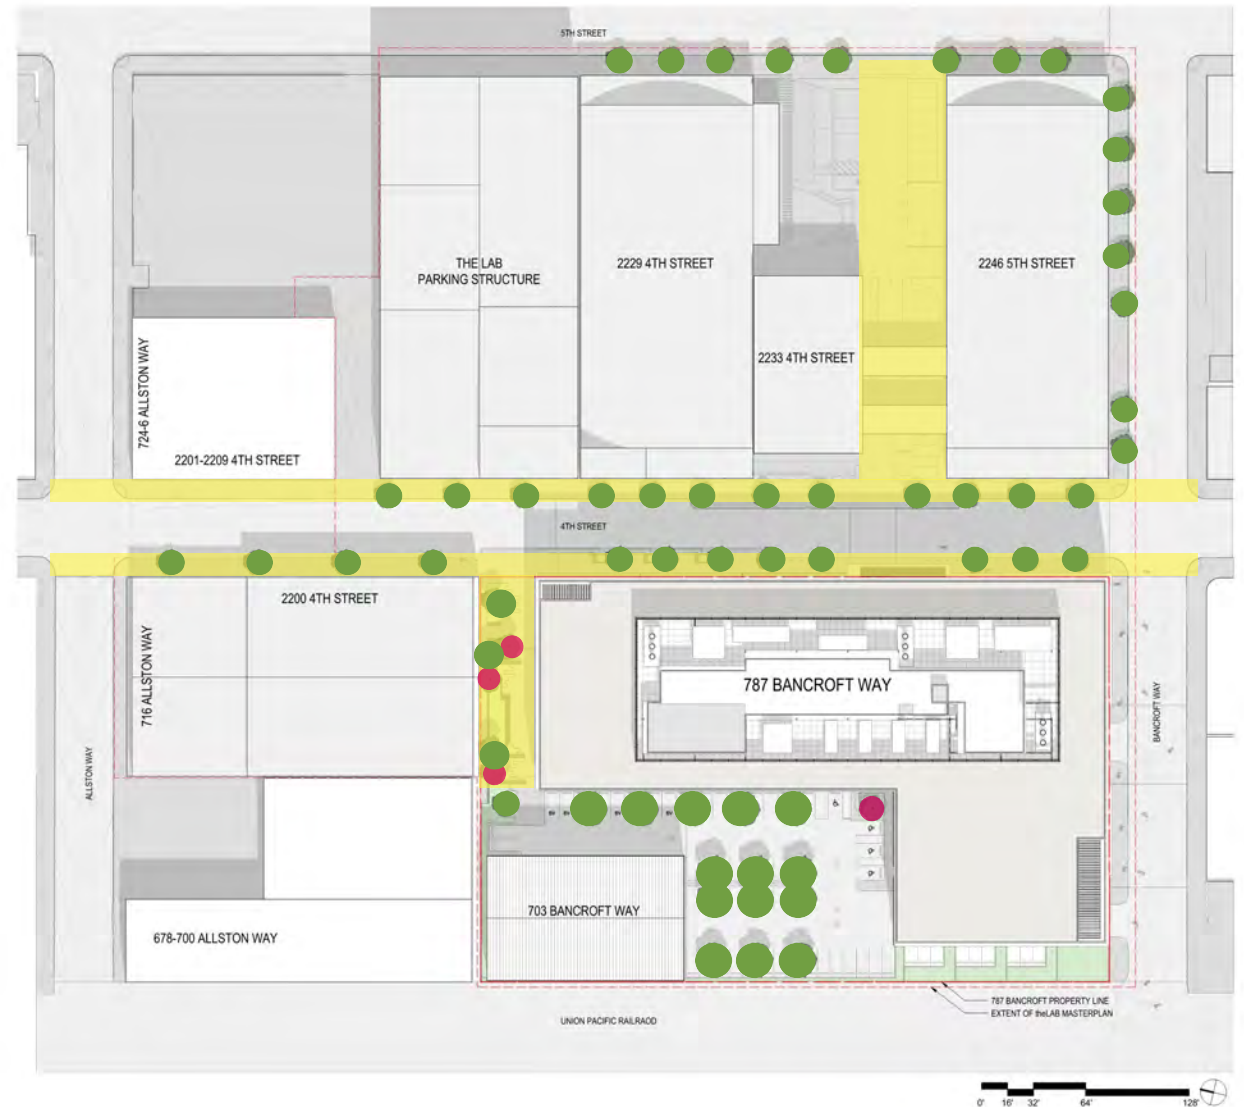 5TH STREET
THE LAB
PARKING STRUCTURE
2229 4TH STREET
2246 5TH STREET
2233 4TH STREET
724-6 ALLSTON WAY
2201-2209 4TH STREET
4TH STREET
2200 4TH STREET
716 ALLSTON WAY
787 BANCROFT WAY
BANCROFT WAY
ALLSTON WAY
703 BANCROFT WAY
678-700 ALLSTON WAY
787 BANCROFT PROPERTY LINE
EXTENT OF theLAB MASTERPLAN
UNION PACIFIC RAILRAOD
0' 16' 32' 64' 128'